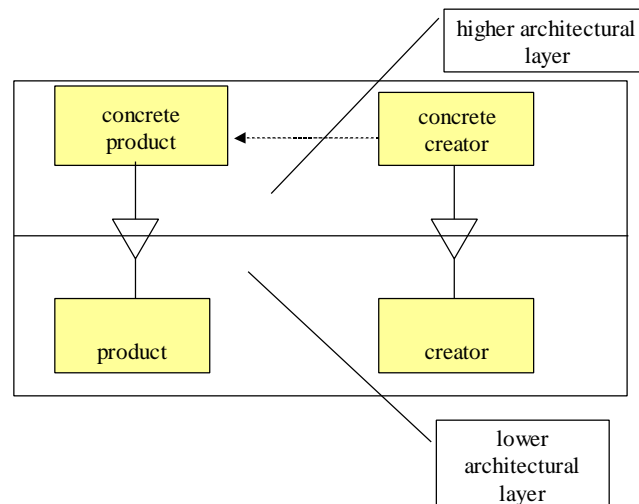 higher architectural
layer
concrete
product
concrete
creator
product
creator
lower
architectural
layer